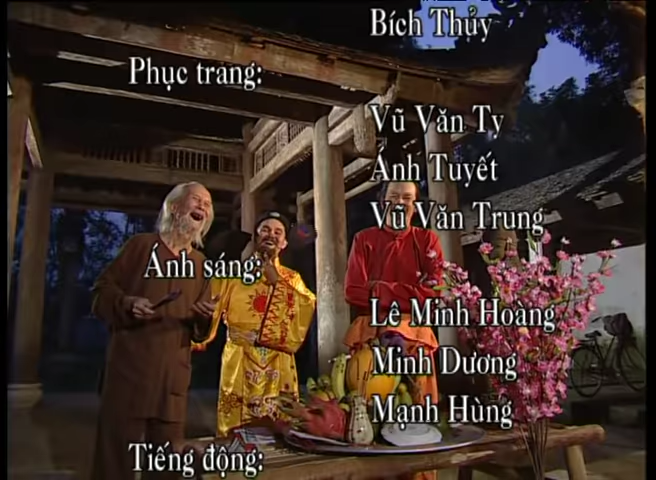 Bích Thủy
Phục trang:
Vũ Văn Ty
Ánh Tuyết
Vũ Văn Trung
Ánh sáng:
Lê Minh Hoàng
Minh Dương
Mạnh Hùng
Tiếng động: